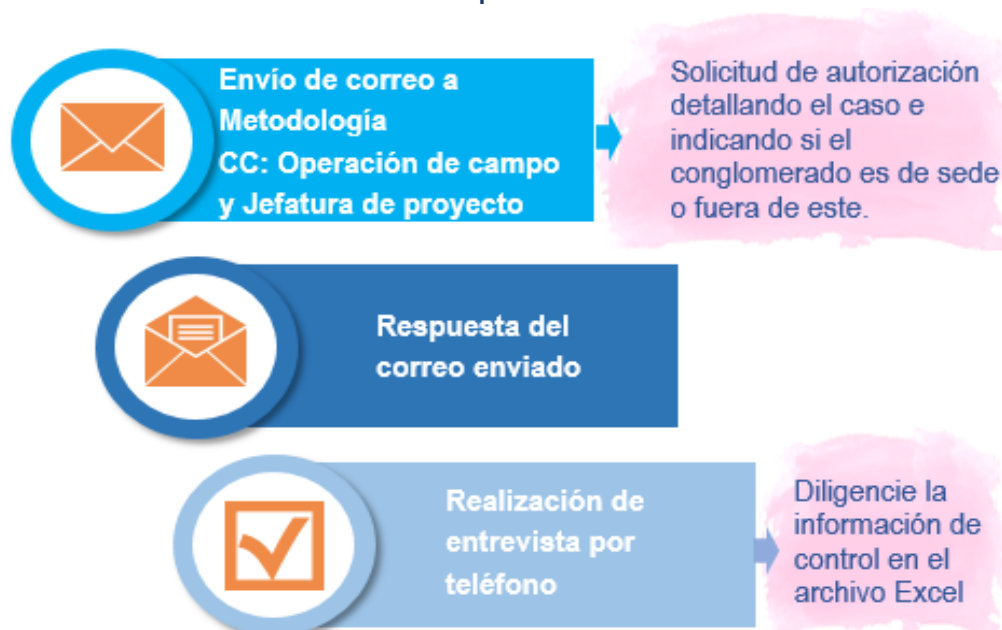 Envío de correo a
Metodología
CC: Operación de campo
y Jefatura de proyecto
Solicitud de autorización
detallando el caso e
indicando si el
conglomerado es de sede
o fuera de este.
Respuesta del
correo enviado
Realización de
entrevista por
teléfono
Diligencie la
información de
control en el
archivo Excel